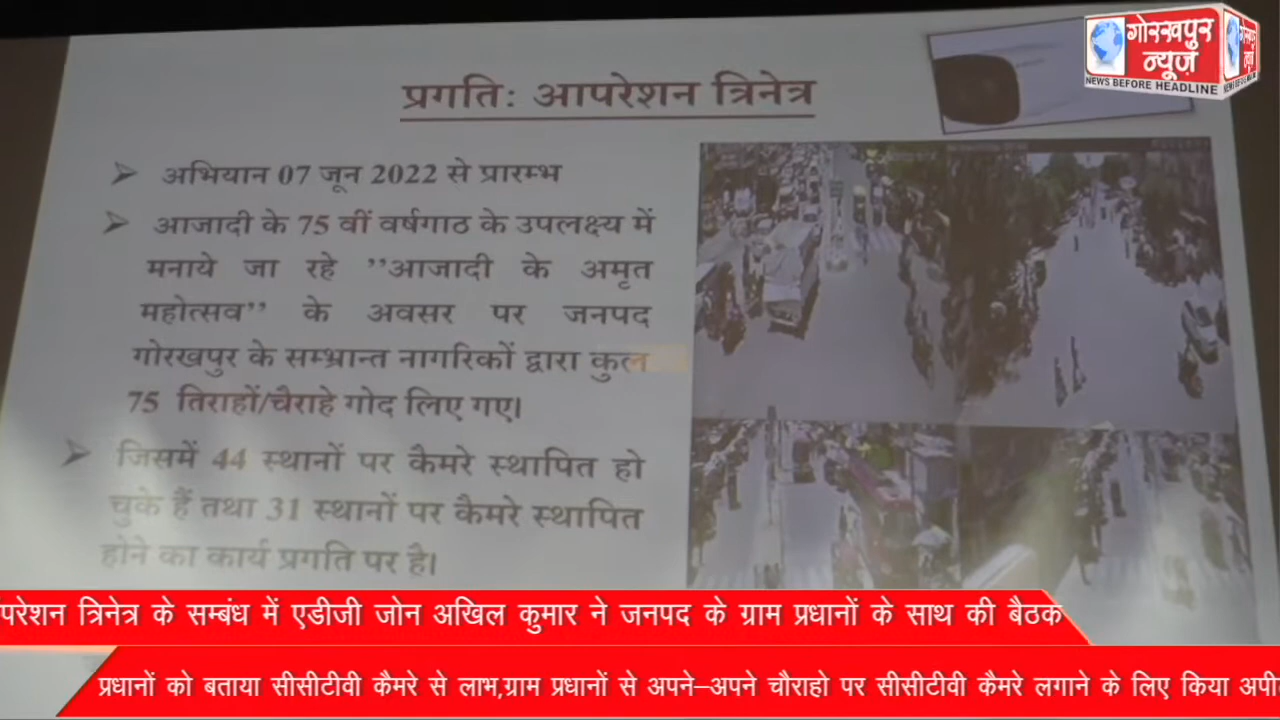 गोरखपुर
न्यूज़
NEWS BEFORE HEADLINE
प्रगतिः आपरेशन त्रिनेत्र
अभियान 07 जून 2022 से प्रारम्भ
आजादी के 75 वीं वर्षगाठ के उपलक्ष्य में
मनाये जा रहे ’’आजादी के अमृत
महोत्सव’’ के अवसर पर जनपद
गोरखपुर के सम्भ्रान्त नागरिकों द्वारा कुल
75 तिराहों/चैराहे गोद लिए गए।
जिसमें 44 स्थानों पर कैमरे स्थापित हो
चुके हैं तथा 31 स्थानों पर कैमरे स्थापित
होने का कार्य प्रगति पर है।
परेशन त्रिनेत्र के सम्बंध में एडीजी जोन अखिल कुमार ने जनपद के ग्राम प्रधानों के साथ की बैठक
प्रधानों को बताया सीसीटीवी कैमरे से लाभ,ग्राम प्रधानों से अपने–अपने चौराहो पर सीसीटीवी कैमरे लगाने के लिए किया अपी